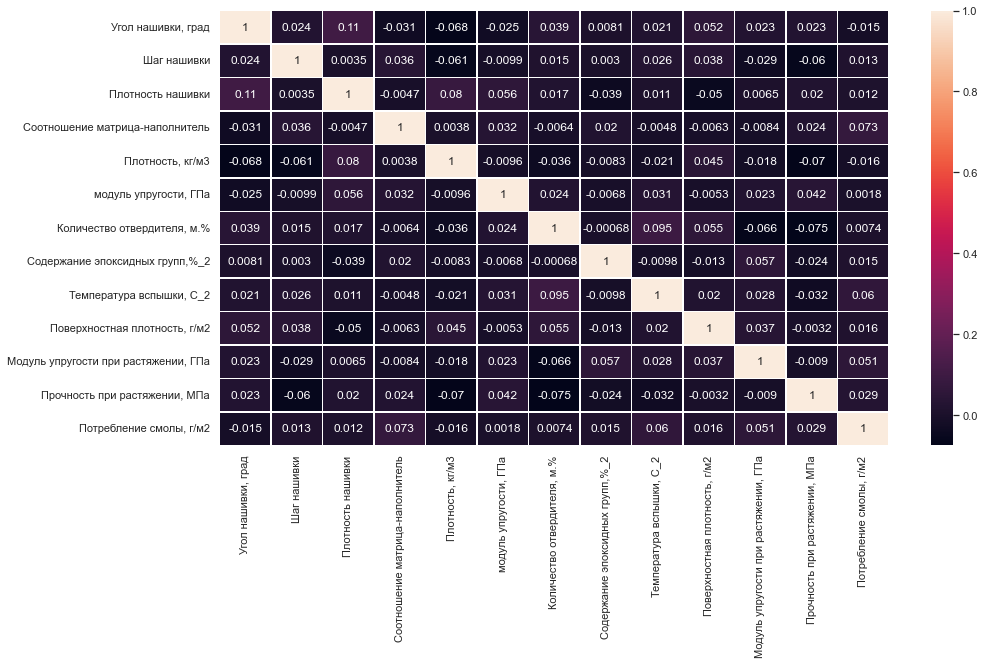 Угол нашивки, град 1 0.024 0.11 -0.031 -0.068 -0.025 0.039 0.0081 0.021 0.052 0.023 0.023 -0.015
Шаг нашивки 0.024 1 0.0035 0.036 -0.061 -0.0099 0.015 0.003 0.026 0.038 -0.029 -0.06 0.013
Плотность нашивки 0.11 0.0035 1 -0.0047 0.08 0.056 0.017 -0.039 0.011 -0.05 0.0065 0.02 0.012
Соотношение матрица-наполнитель -0.031 0.036 -0.0047 1 0.0038 0.032 -0.0064 0.02 -0.0048 -0.0063 -0.0084 0.024 0.073
Плотность, кг/м3 -0.068 -0.061 0.08 0.0038 1 -0.0096 -0.036 -0.0083 -0.021 0.045 -0.018 -0.07 -0.016
модуль упругости, ГПа -0.025 -0.0099 0.056 0.032 -0.0096 1 0.024 -0.0068 0.031 -0.0053 0.023 0.042 0.0018
Количество отвердителя, м.% 0.039 0.015 0.017 -0.0064 -0.036 0.024 1 -0.00068 0.095 0.055 -0.066 -0.075 0.0074
Содержание эпоксидных групп,%_2 0.0081 0.003 -0.039 0.02 -0.0083 -0.0068 -0.00068 1 -0.0098 -0.013 0.057 -0.024 0.015
Температура вспышки, С_2 0.021 0.026 0.011 -0.0048 -0.021 0.031 0.095 -0.0098 1 0.02 0.028 -0.032 0.06
Поверхностная плотность, г/м2 0.052 0.038 -0.05 -0.0063 0.045 -0.0053 0.055 -0.013 0.02 1 0.037 -0.0032 0.016
Модуль упругости при растяжении, ГПа 0.023 -0.029 0.0065 -0.0084 -0.018 0.023 -0.066 0.057 0.028 0.037 1 -0.009 0.051
Прочность при растяжении, МПа 0.023 -0.06 0.02 0.024 -0.07 0.042 -0.075 -0.024 -0.032 -0.0032 -0.009 1 0.029
Потребление смолы, г/м2 -0.015 0.013 0.012 0.073 -0.016 0.0018 0.0074 0.015 0.06 0.016 0.051 0.029 1
Угол нашивки, град
Шаг нашивки
Плотность нашивки
Соотношение матрица-наполнитель
Плотность, кг/м3
модуль упругости, ГПа
Количество отвердителя, м.%
Содержание эпоксидных групп,%_2
Температура вспышки, С_2
Поверхностная плотность, г/м2
Модуль упругости при растяжении, ГПа
Прочность при растяжении, МПа
Потребление смолы, г/м2
1.0
0.8
0.6
0.4
0.2
0.0